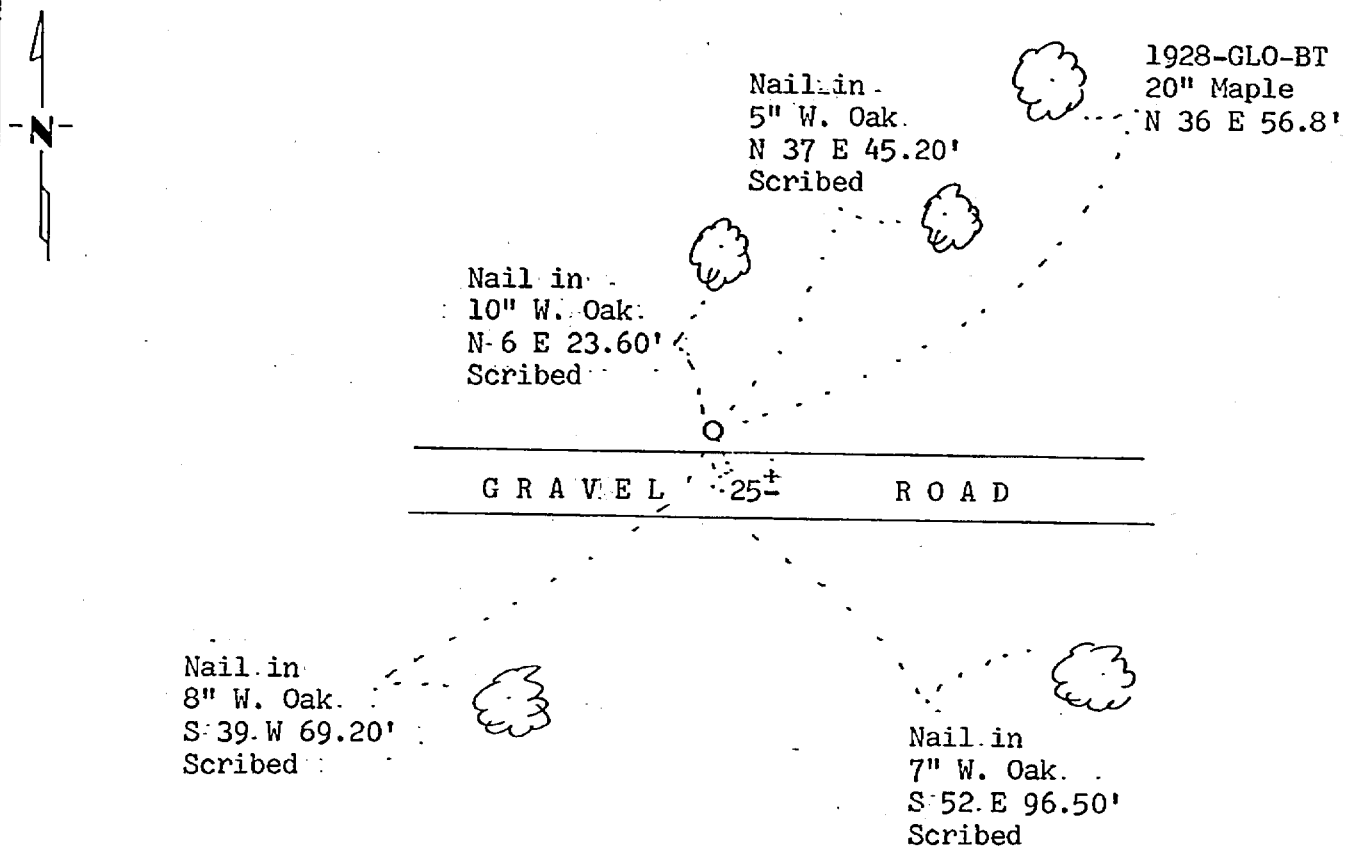 N
1928-GLO-BT
20" Maple
N 36 E 56.8'
Nail in
5" W. Oak
N 37 E 45.20'
Scribed
Nail in
10" W. Oak
N 6 E 23.60'
Scribed
GRAVEL 25± ROAD
Nail in
8" W. Oak
S 39 W 69.20'
Scribed
Nail in
7" W. Oak
S 52 E 96.50'
Scribed